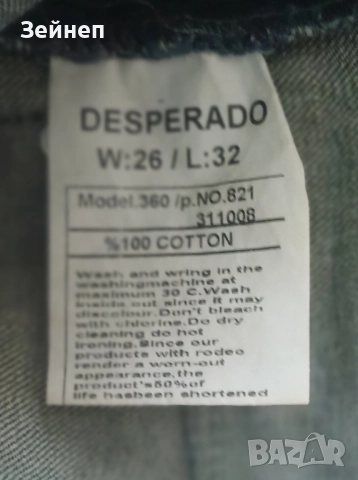 Зейнеп
DESPERADO
W:26 / L:32
Model.360 /p.NO.821
311008
%100 COTTON
Wash and wring in the
washingmachine at
maximum 30 C.Wash
inside out since it may
discolour.Don't bleach
with chlorine.Do dry
cleaning do hot
ironing.Since our
products with rodeo
render a worn-out
appearance,the
product's50%of
life hasbeen shortened
BAZAR